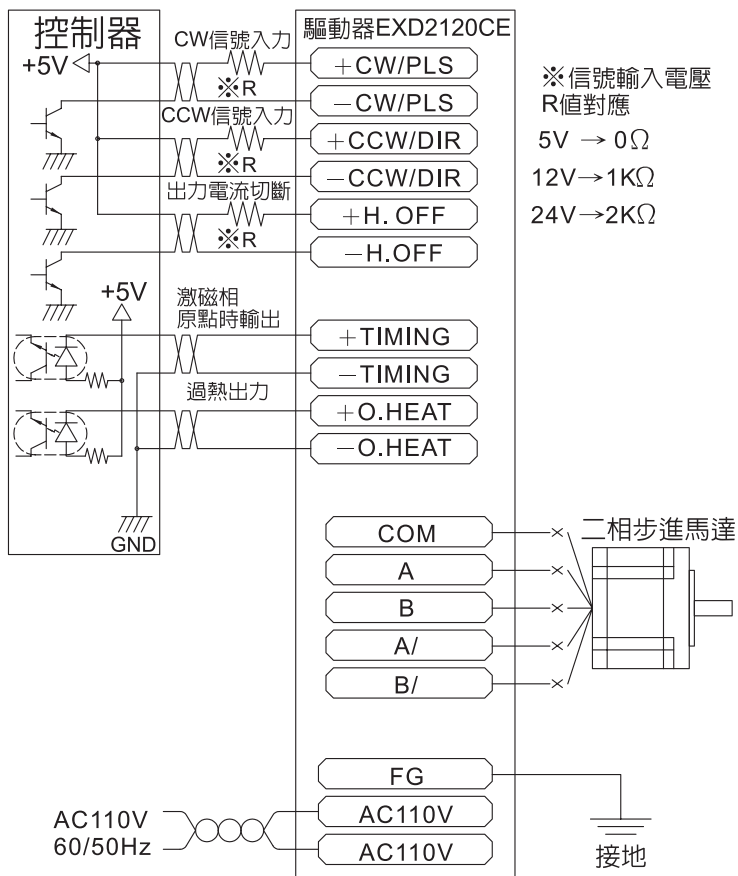 控制器
+5V
CW信號入力
※R
CCW信號入力
※R
出力電流切斷
※R
+5V
激磁相
原點時輸出
過熱出力
GND
驅動器EXD2120CE
+CW/PLS
−CW/PLS
+CCW/DIR
−CCW/DIR
+H.OFF
−H.OFF
+TIMING
−TIMING
+O.HEAT
−O.HEAT
COM
A
B
A/
B/
FG
AC110V
AC110V
※信號輸入電壓
R值對應
5V → 0Ω
12V→1KΩ
24V→2KΩ
二相步進馬達
接地
AC110V
60/50Hz